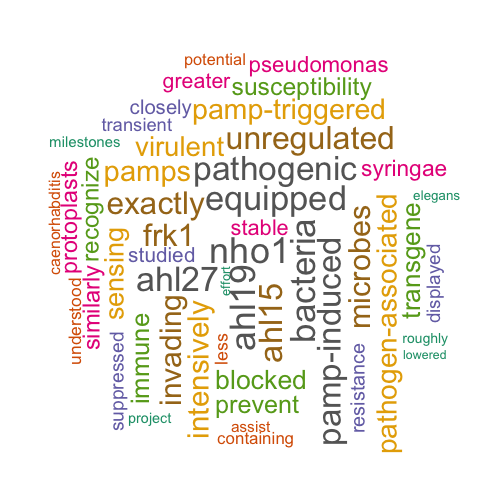 potential
pseudomonas
greater
susceptibility
closely
pamp-triggered
transient
unregulated
milestones
virulent
pamps
pathogenic
syringae
caenorhabditis
protoplasts
recognize
exactly
equipped
elegans
frk1
stable
nho1
bacteria
microbes
pathogen-associated
transgene
displayed
understood
similarly
sensing
studied
ahl27
effort
ahl19
ahl15
pamp-induced
suppressed
immune
invading
intensively
less
roughly
lowered
resistance
blocked
prevent
project
assist
containing